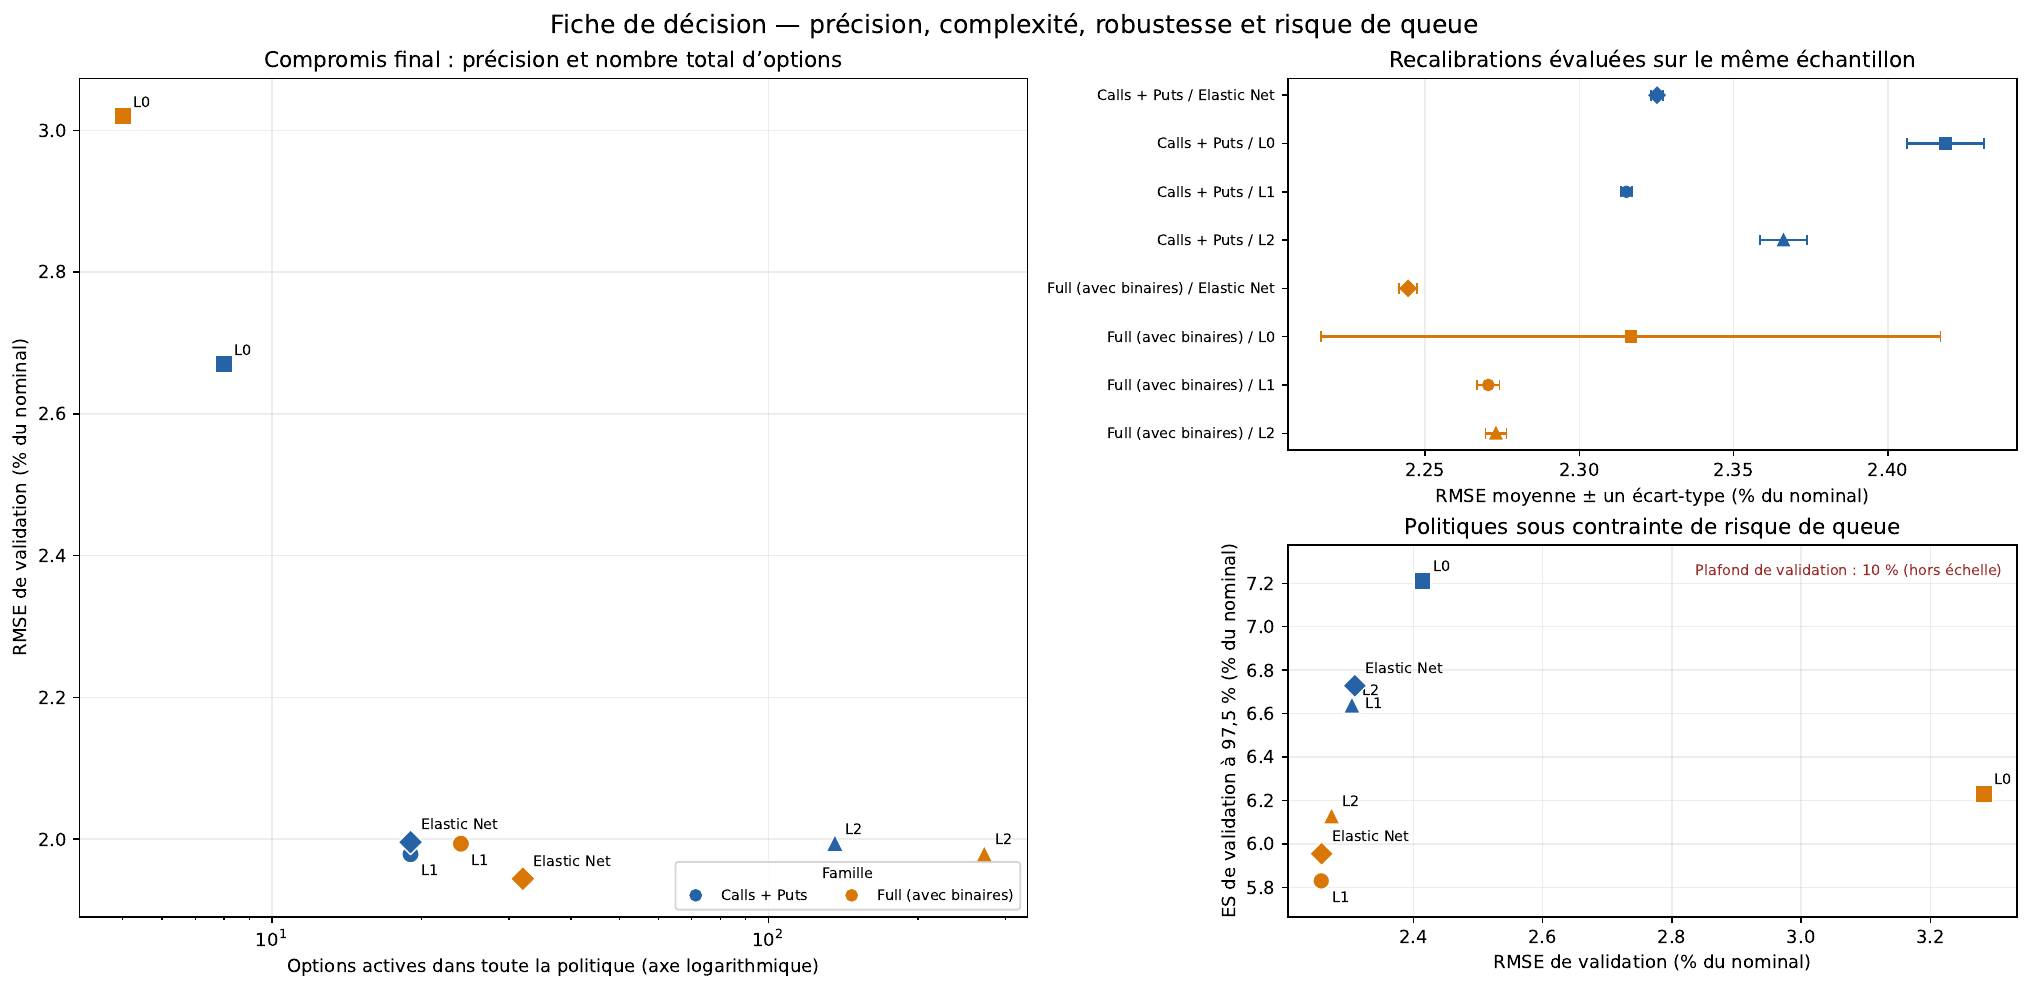 Fiche de décision — précision, complexité, robustesse et risque de queue
Compromis final : précision et nombre total d’options
RMSE de validation (% du nominal)
3.0
2.8
2.6
2.4
2.2
2.0
L0
L0
Elastic Net
L1
L1
Elastic Net
L2
L2
Famille
Calls + Puts
Full (avec binaires)
10¹
10²
Options actives dans toute la politique (axe logarithmique)
Recalibrations évaluées sur le même échantillon
Calls + Puts / Elastic Net
Calls + Puts / L0
Calls + Puts / L1
Calls + Puts / L2
Full (avec binaires) / Elastic Net
Full (avec binaires) / L0
Full (avec binaires) / L1
Full (avec binaires) / L2
2.25
2.30
2.35
2.40
RMSE moyenne ± un écart-type (% du nominal)
Politiques sous contrainte de risque de queue
ES de validation à 97,5 % (% du nominal)
7.2
7.0
6.8
6.6
6.4
6.2
6.0
5.8
Plafond de validation : 10 % (hors échelle)
L0
Elastic Net
L2
L1
L0
L2
Elastic Net
L1
2.4
2.6
2.8
3.0
3.2
RMSE de validation (% du nominal)